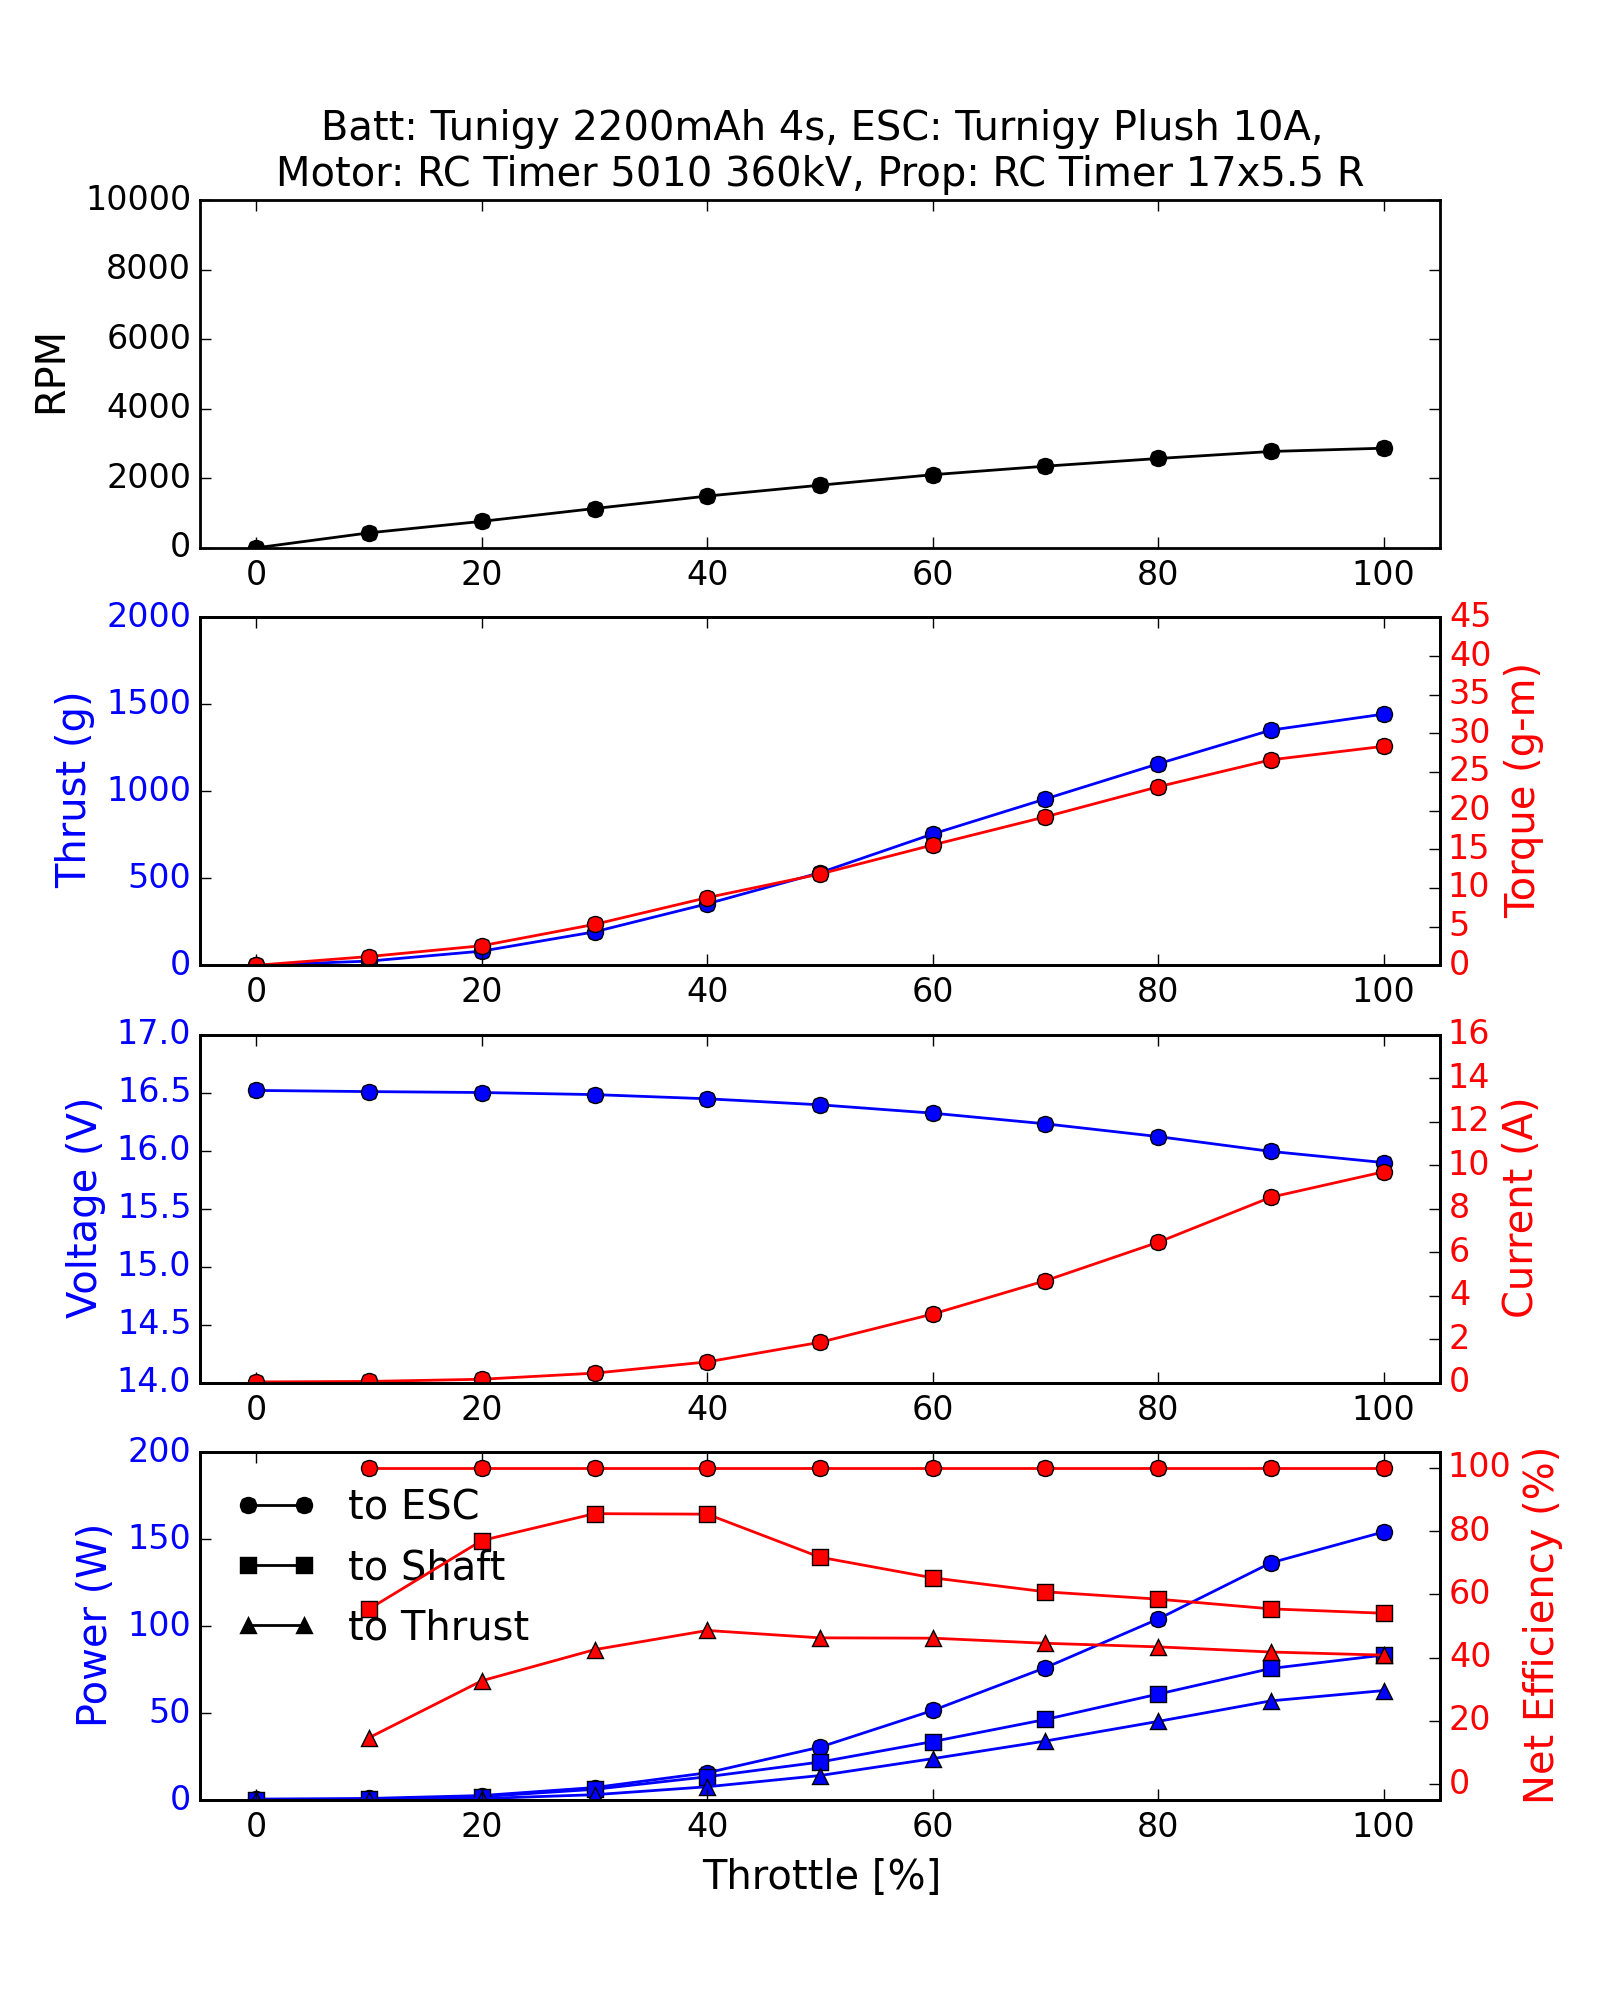 Batt: Tunigy 2200mAh 4s, ESC: Turnigy Plush 10A,
Motor: RC Timer 5010 360kV, Prop: RC Timer 17x5.5 R
10000
8000
6000
4000
2000
0
RPM
0 20 40 60 80 100
2000
1500
1000
500
0
Thrust (g)
45
40
35
30
25
20
15
10
5
0
Torque (g-m)
0 20 40 60 80 100
17.0
16.5
16.0
15.5
15.0
14.5
14.0
Voltage (V)
16
14
12
10
8
6
4
2
0
Current (A)
0 20 40 60 80 100
200
150
100
50
0
Power (W)
to ESC
to Shaft
to Thrust
100
80
60
40
20
0
Net Efficiency (%)
0 20 40 60 80 100
Throttle [%]